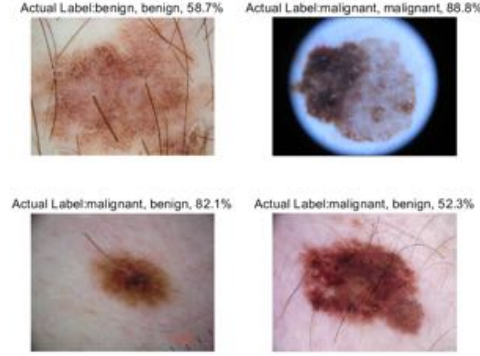 Actual Label:benign, benign, 58.7%
Actual Label:malignant, malignant, 88.8%
Actual Label:malignant, benign, 82.1%
Actual Label:malignant, benign, 52.3%